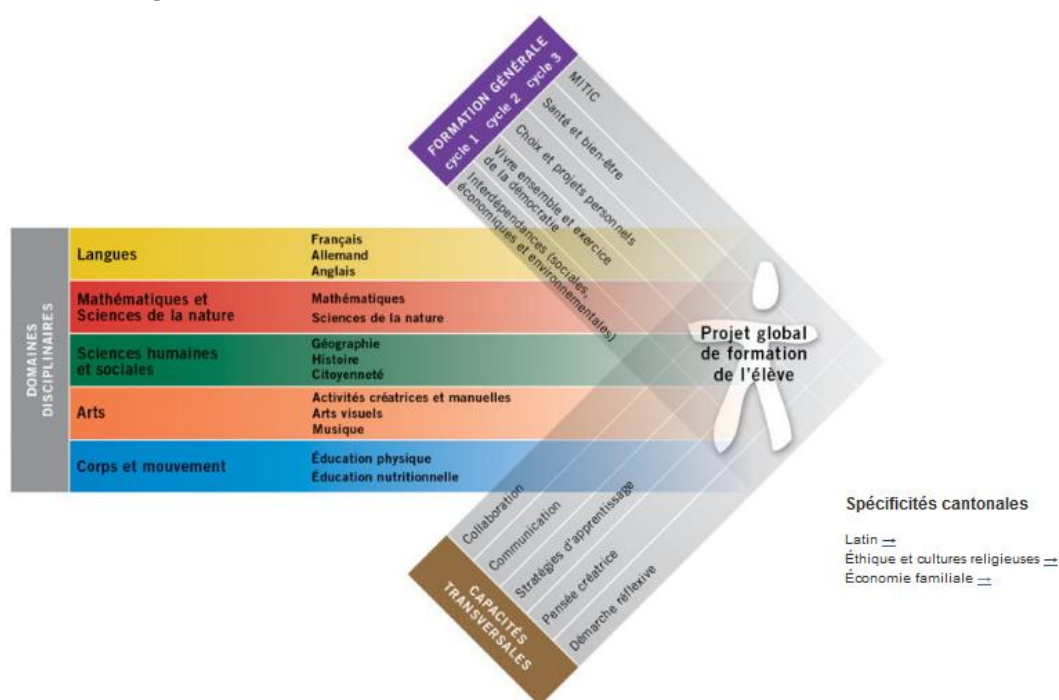 FORMATION GÉNÉRALE
cycle 1 cycle 2 cycle 3
MITIC
Santé et bien-être
Choix et projets personnels
Vivre ensemble et exercice
de la démocratie
Interdépendances (sociales,
économiques et environnementales)
DOMAINES
DISCIPLINAIRES
Langues
Français
Allemand
Anglais
Mathématiques et
Sciences de la nature
Mathématiques
Sciences de la nature
Sciences humaines
et sociales
Géographie
Histoire
Citoyenneté
Arts
Activités créatrices et manuelles
Arts visuels
Musique
Corps et mouvement
Éducation physique
Éducation nutritionnelle
Projet global
de formation
de l'élève
CAPACITÉS
TRANSVERSALES
Collaboration
Communication
Stratégies d'apprentissage
Pensée créatrice
Démarche réflexive
Spécificités cantonales
Latin →
Éthique et cultures religieuses →
Économie familiale →